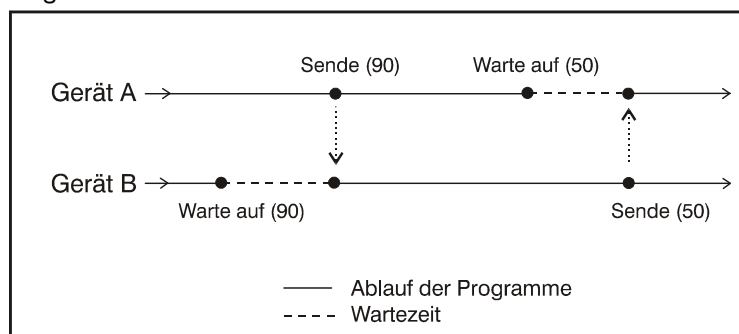 Sende (90) Warte auf (50)
Gerät A
Gerät B
Warte auf (90) Sende (50)
Ablauf der Programme
Wartezeit